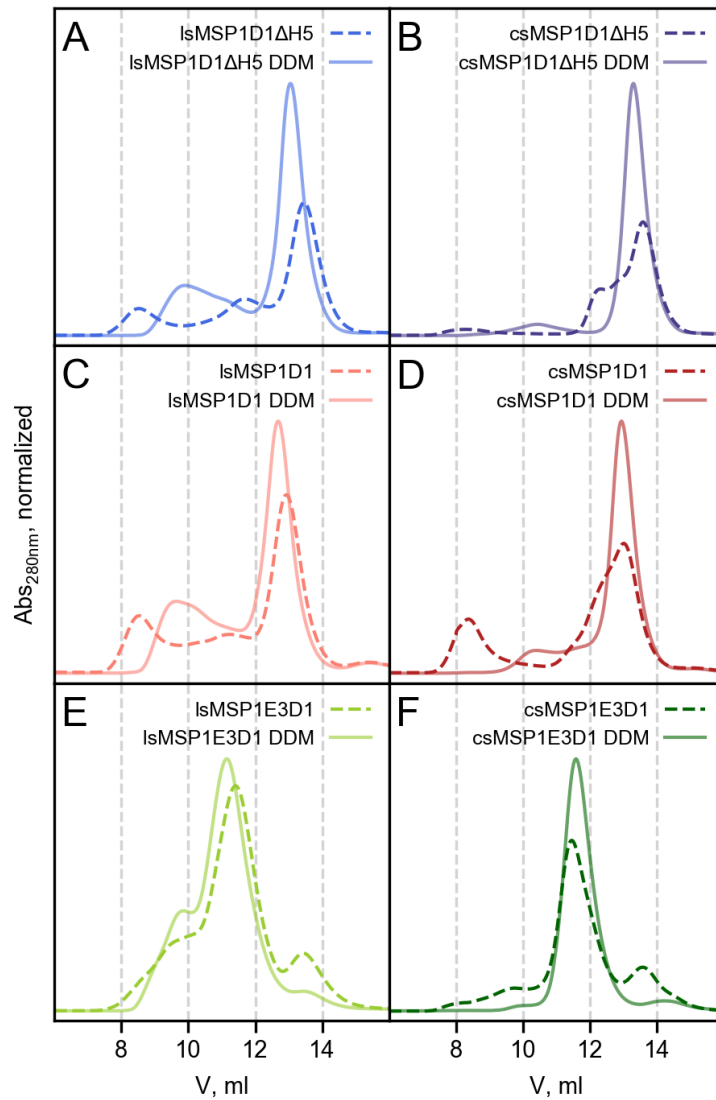 A
lsMSP1D1ΔH5
lsMSP1D1ΔH5 DDM
B
csMSP1D1ΔH5
csMSP1D1ΔH5 DDM
C
lsMSP1D1
lsMSP1D1 DDM
D
csMSP1D1
csMSP1D1 DDM
E
lsMSP1E3D1
lsMSP1E3D1 DDM
F
csMSP1E3D1
csMSP1E3D1 DDM
Abs280nm, normalized
8 10 12 14 8 10 12 14
V, ml V, ml